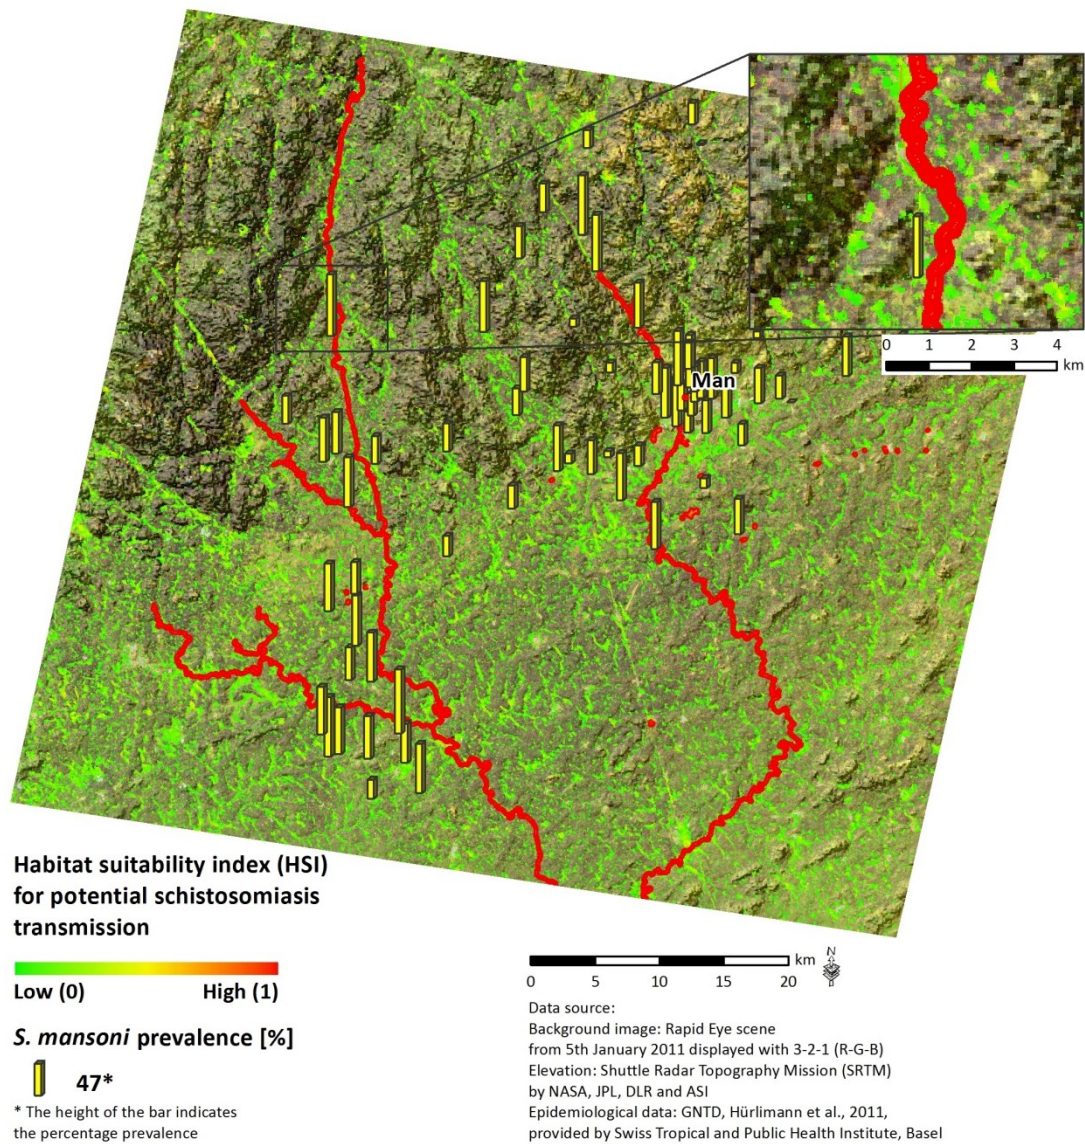 0 1 2 3 4
km
Man
Habitat suitability index (HSI)
for potential schistosomiasis
transmission
Low (0) High (1)
S. mansoni prevalence [%]
47*
* The height of the bar indicates
the percentage prevalence
km
N
0 5 10 15 20
Data source:
Background image: Rapid Eye scene
from 5th January 2011 displayed with 3-2-1 (R-G-B)
Elevation: Shuttle Radar Topography Mission (SRTM)
by NASA, JPL, DLR and ASI
Epidemiological data: GNTD, Hürlimann et al., 2011,
provided by Swiss Tropical and Public Health Institute, Basel